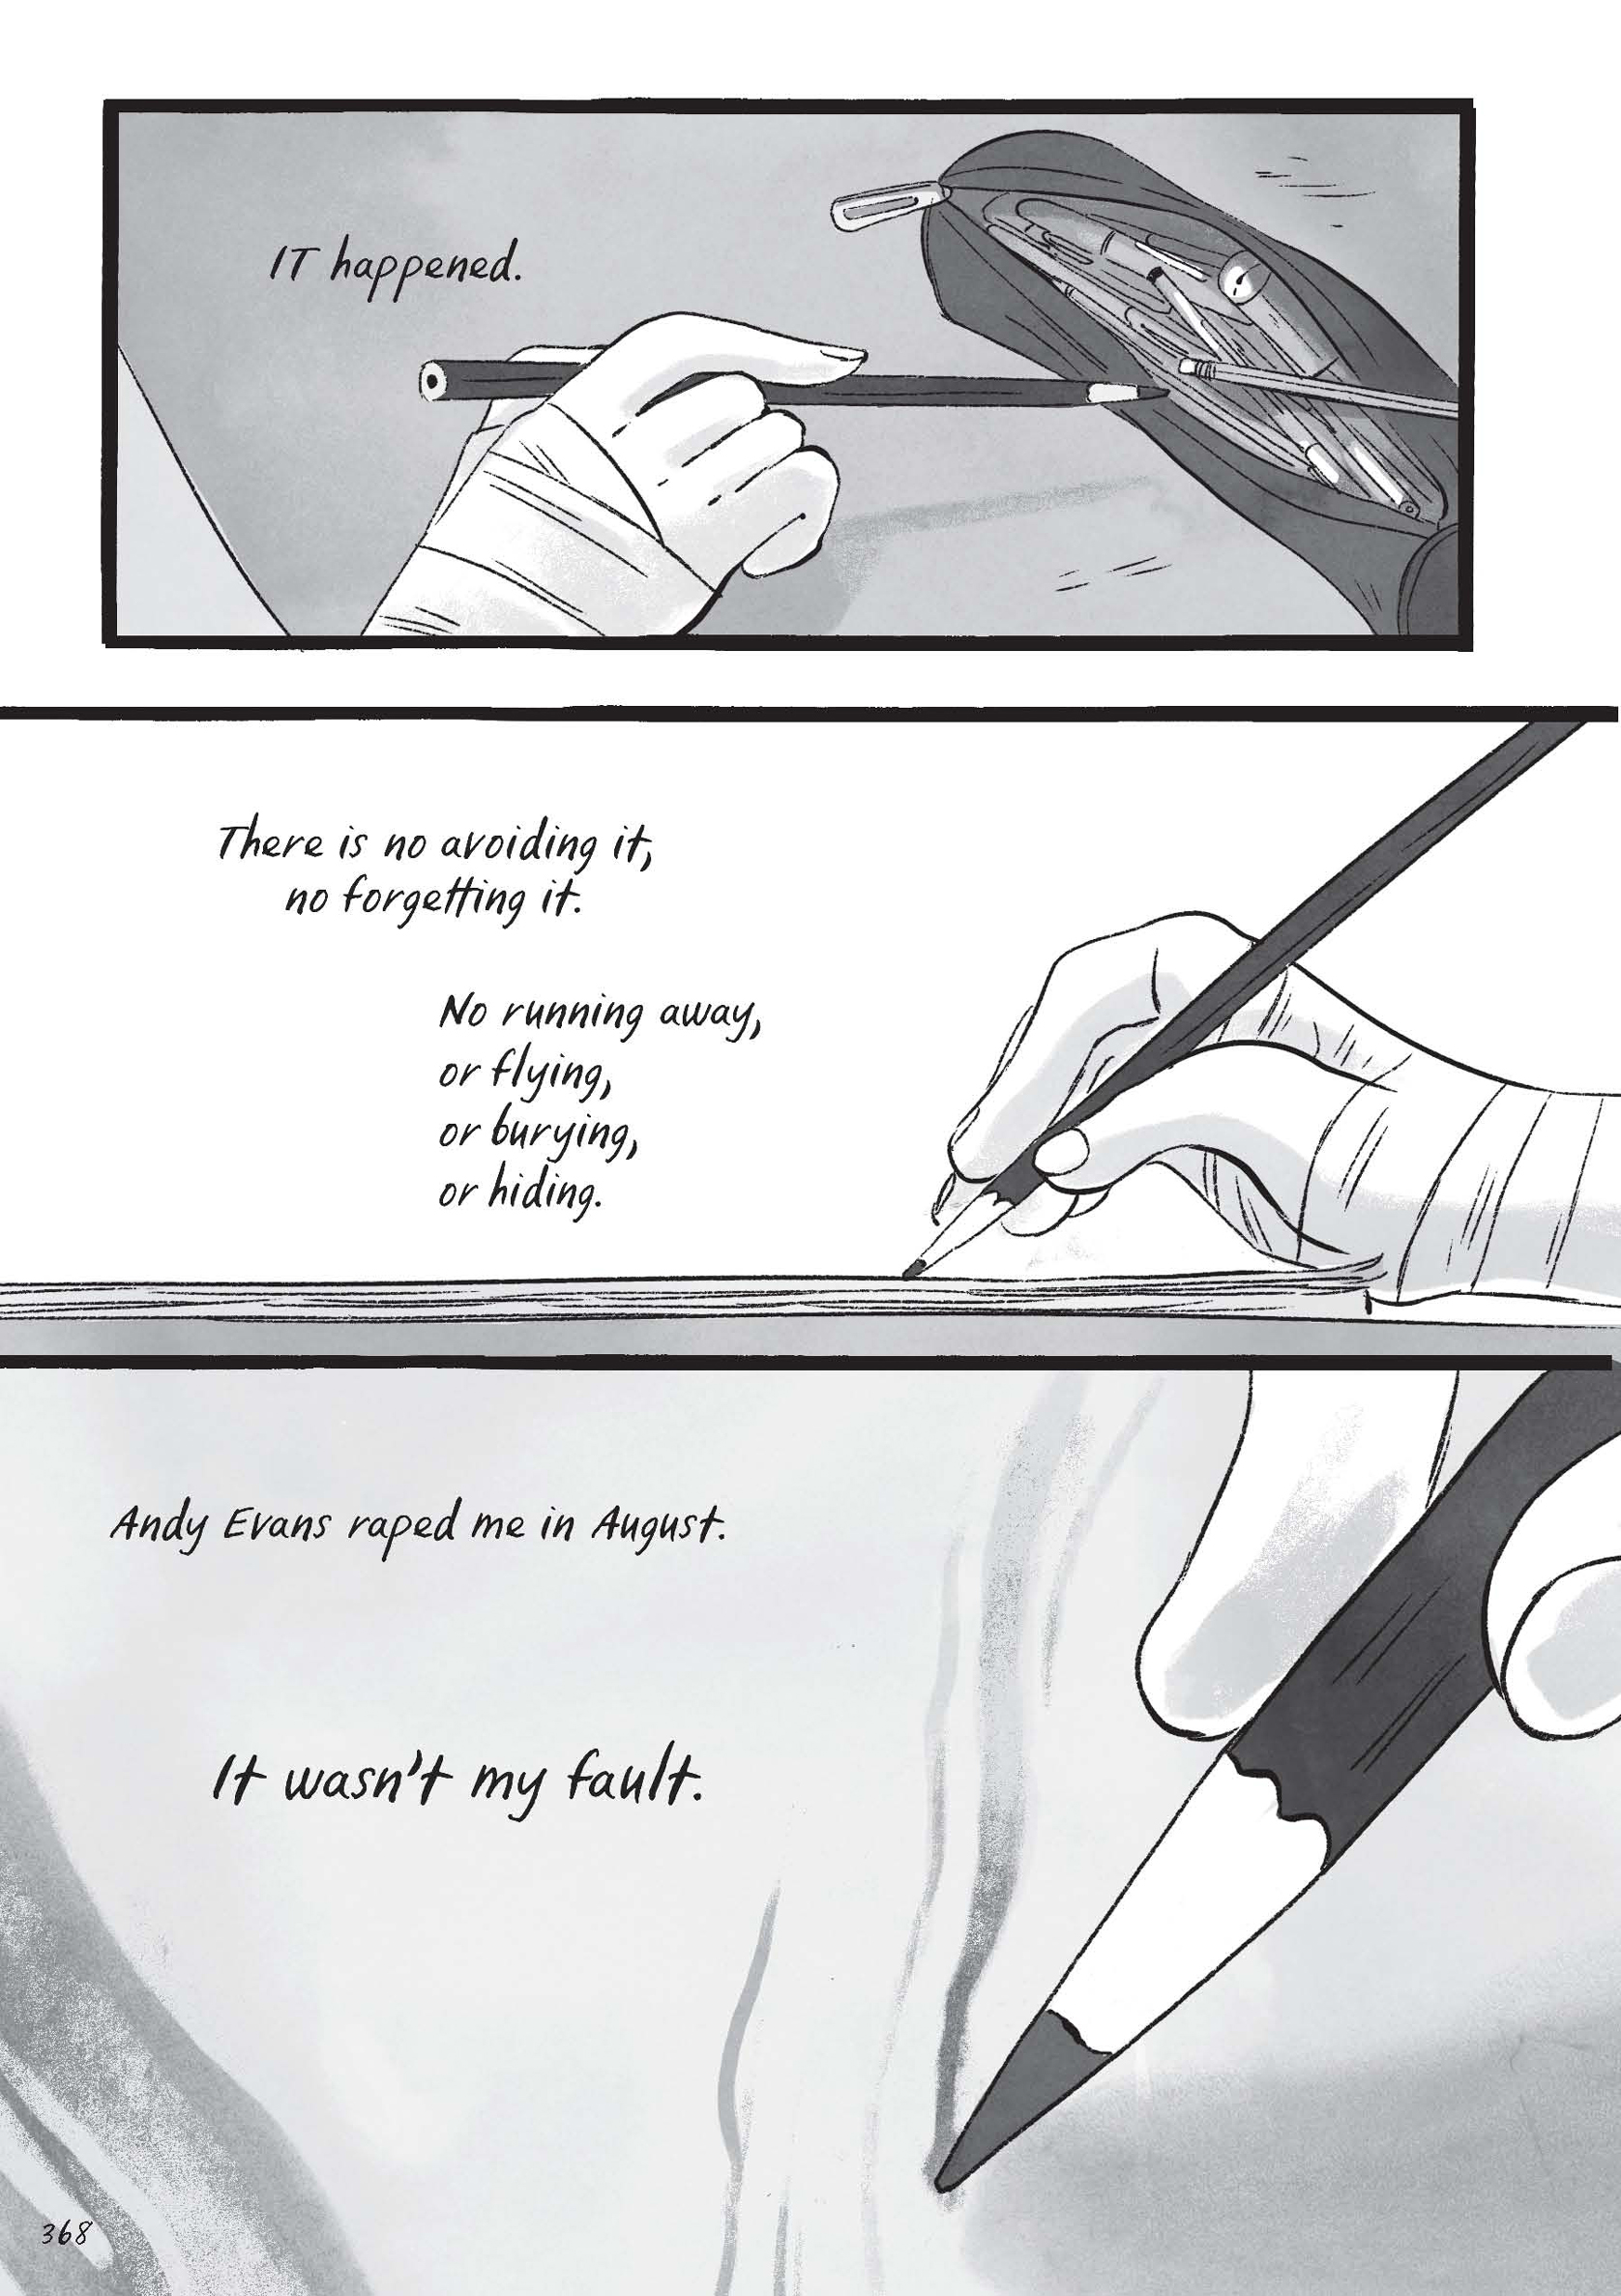 IT happened.
There is no avoiding it,
no forgetting it.
No running away,
or flying,
or burying,
or hiding.
Andy Evans raped me in August.
It wasn't my fault.
368